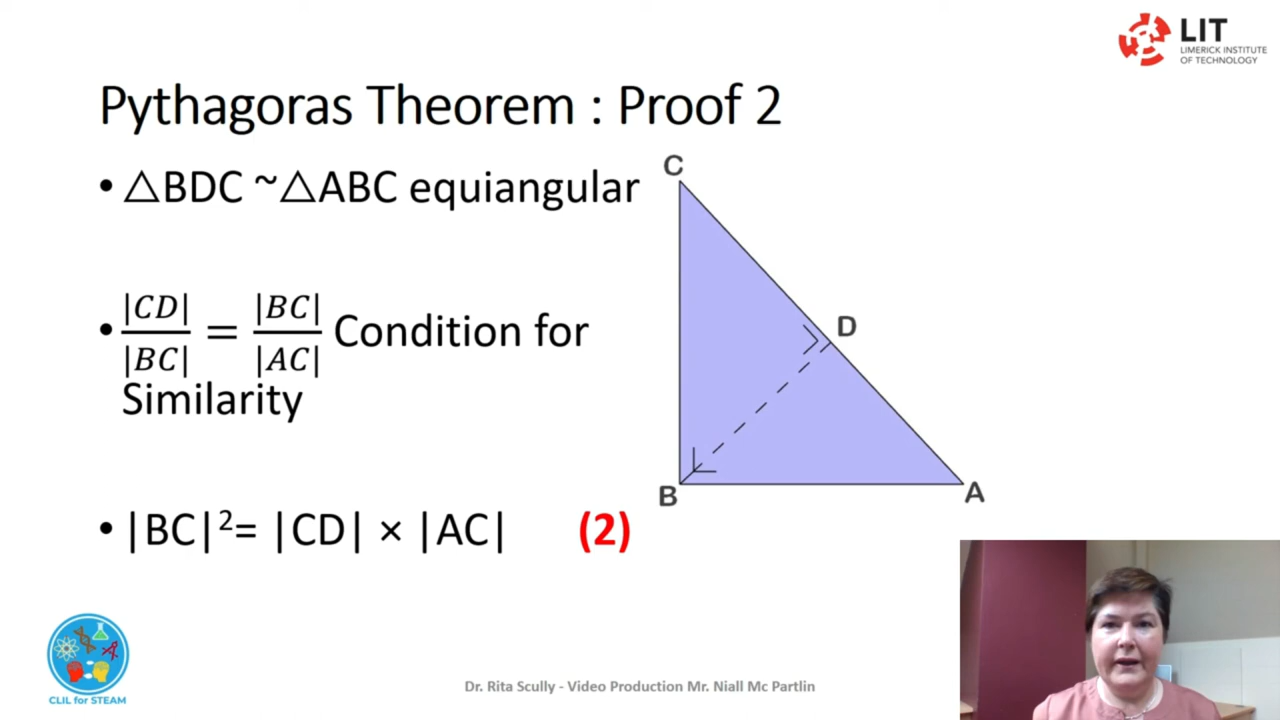 LIT
LIMERICK INSTITUTE
OF TECHNOLOGY
Pythagoras Theorem : Proof 2
• △BDC ~△ABC equiangular
• |CD|/|BC| = |BC|/|AC| Condition for
Similarity
• |BC|²= |CD| × |AC| (2)
C
D
B
A
CLIL for STEAM
Dr. Rita Scully - Video Production Mr. Niall Mc Partlin